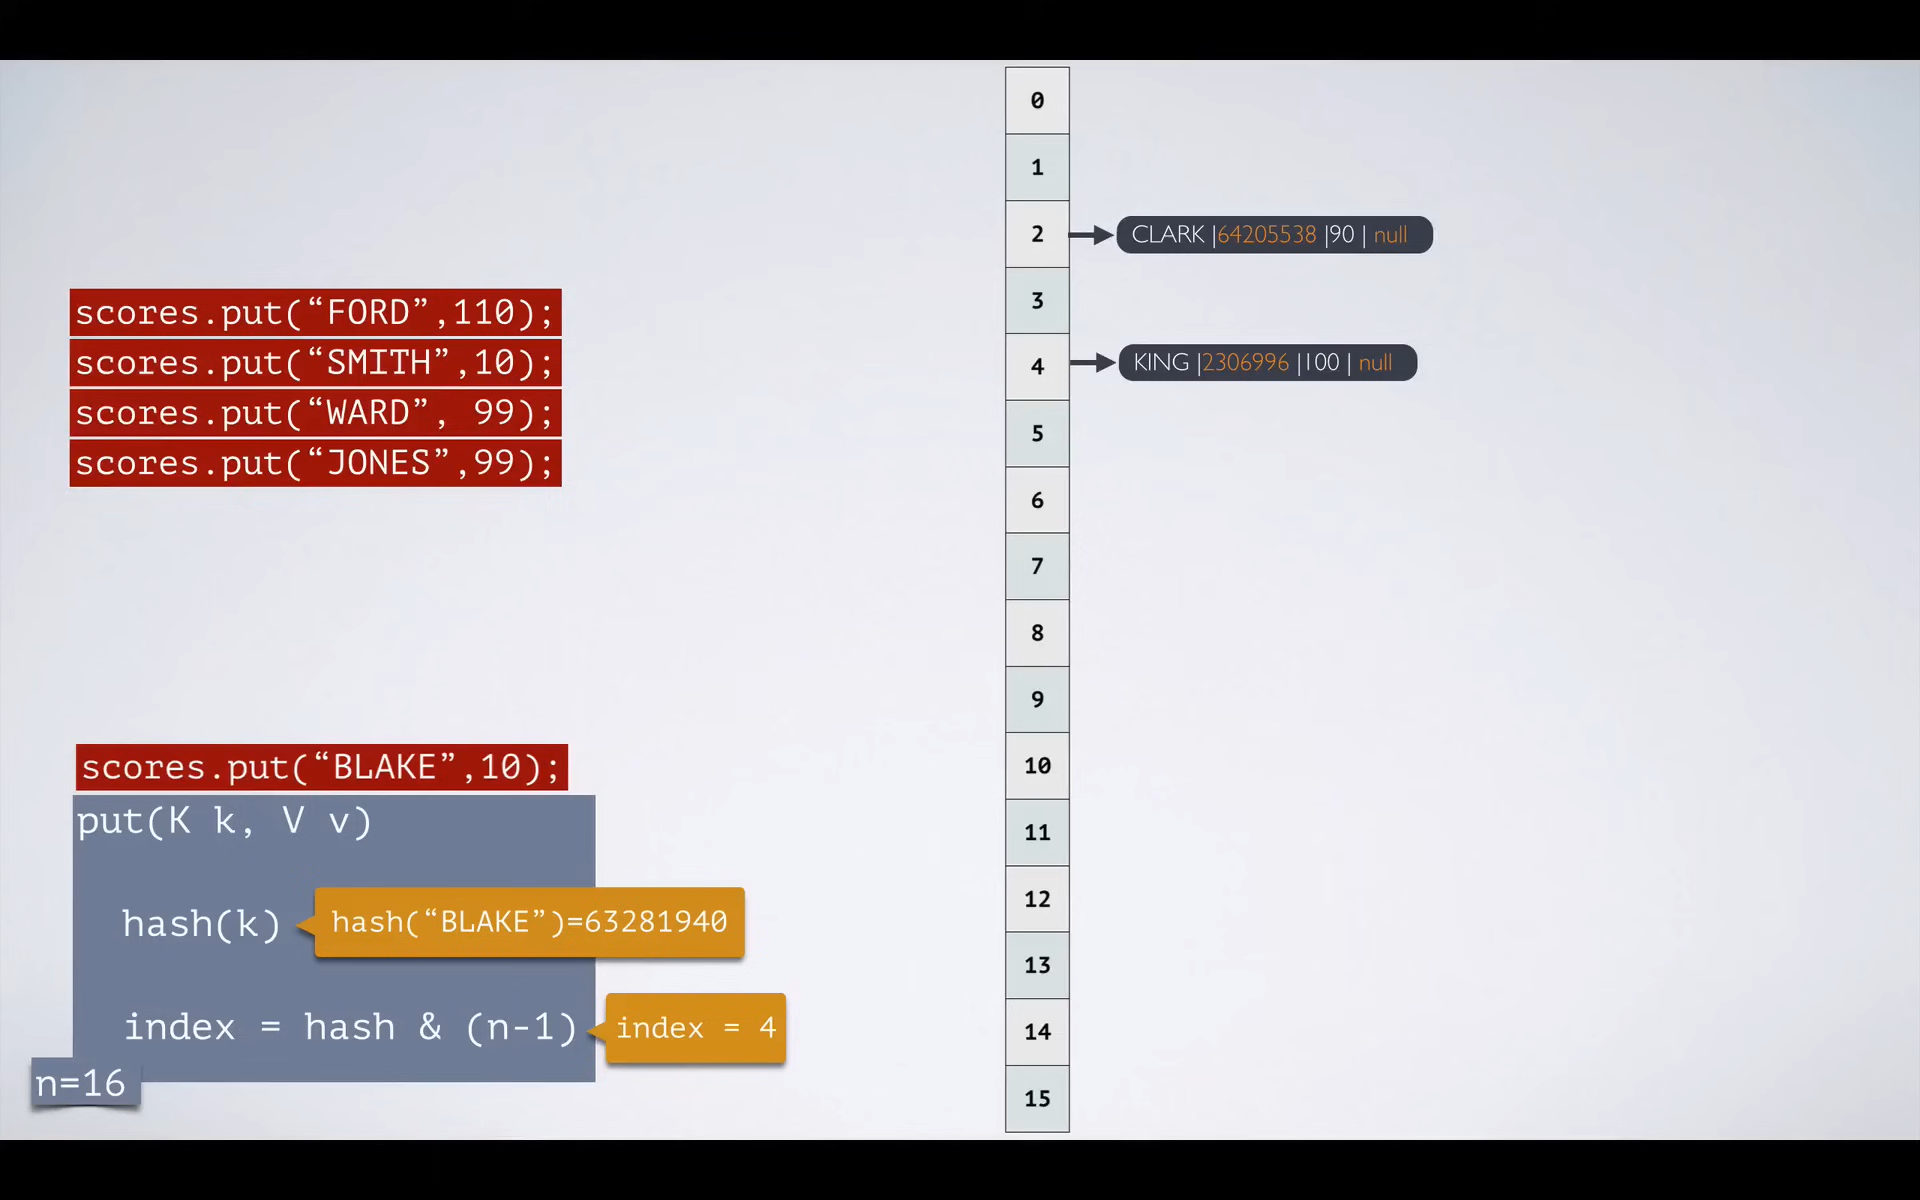 scores.put(“FORD”,110);
scores.put(“SMITH”,10);
scores.put(“WARD”, 99);
scores.put(“JONES”,99);
scores.put(“BLAKE”,10);
put(K k, V v)
hash(k)
hash(“BLAKE”)=63281940
index = hash & (n-1)
index = 4
n=16
0
1
2
CLARK |64205538 |90 | null
3
4
KING |2306996 |100 | null
5
6
7
8
9
10
11
12
13
14
15